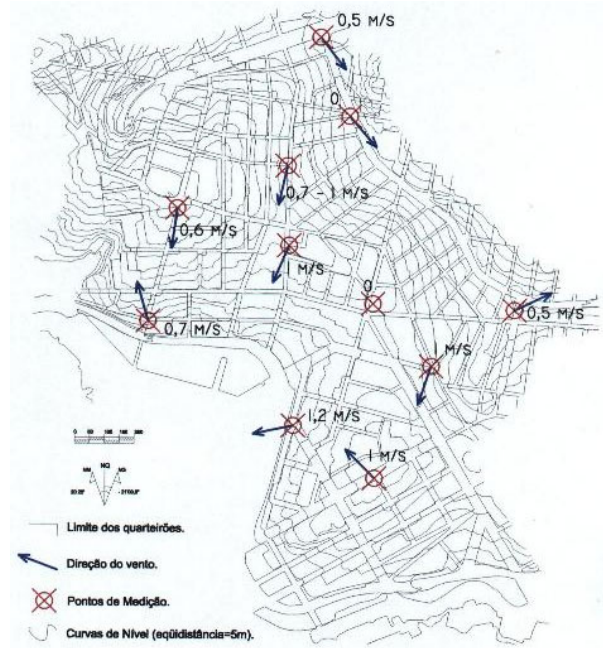 0,5 M/S
0
0,7 - 1 M/S
0,6 M/S
1 M/S
0
0,5 M/S
0,7 M/S
1 M/S
1,2 M/S
1 M/S
NQ
Limite dos quarteirões.
Direção do vento.
Pontos de Medição.
Curvas de Nível (eqüidistância=5m).